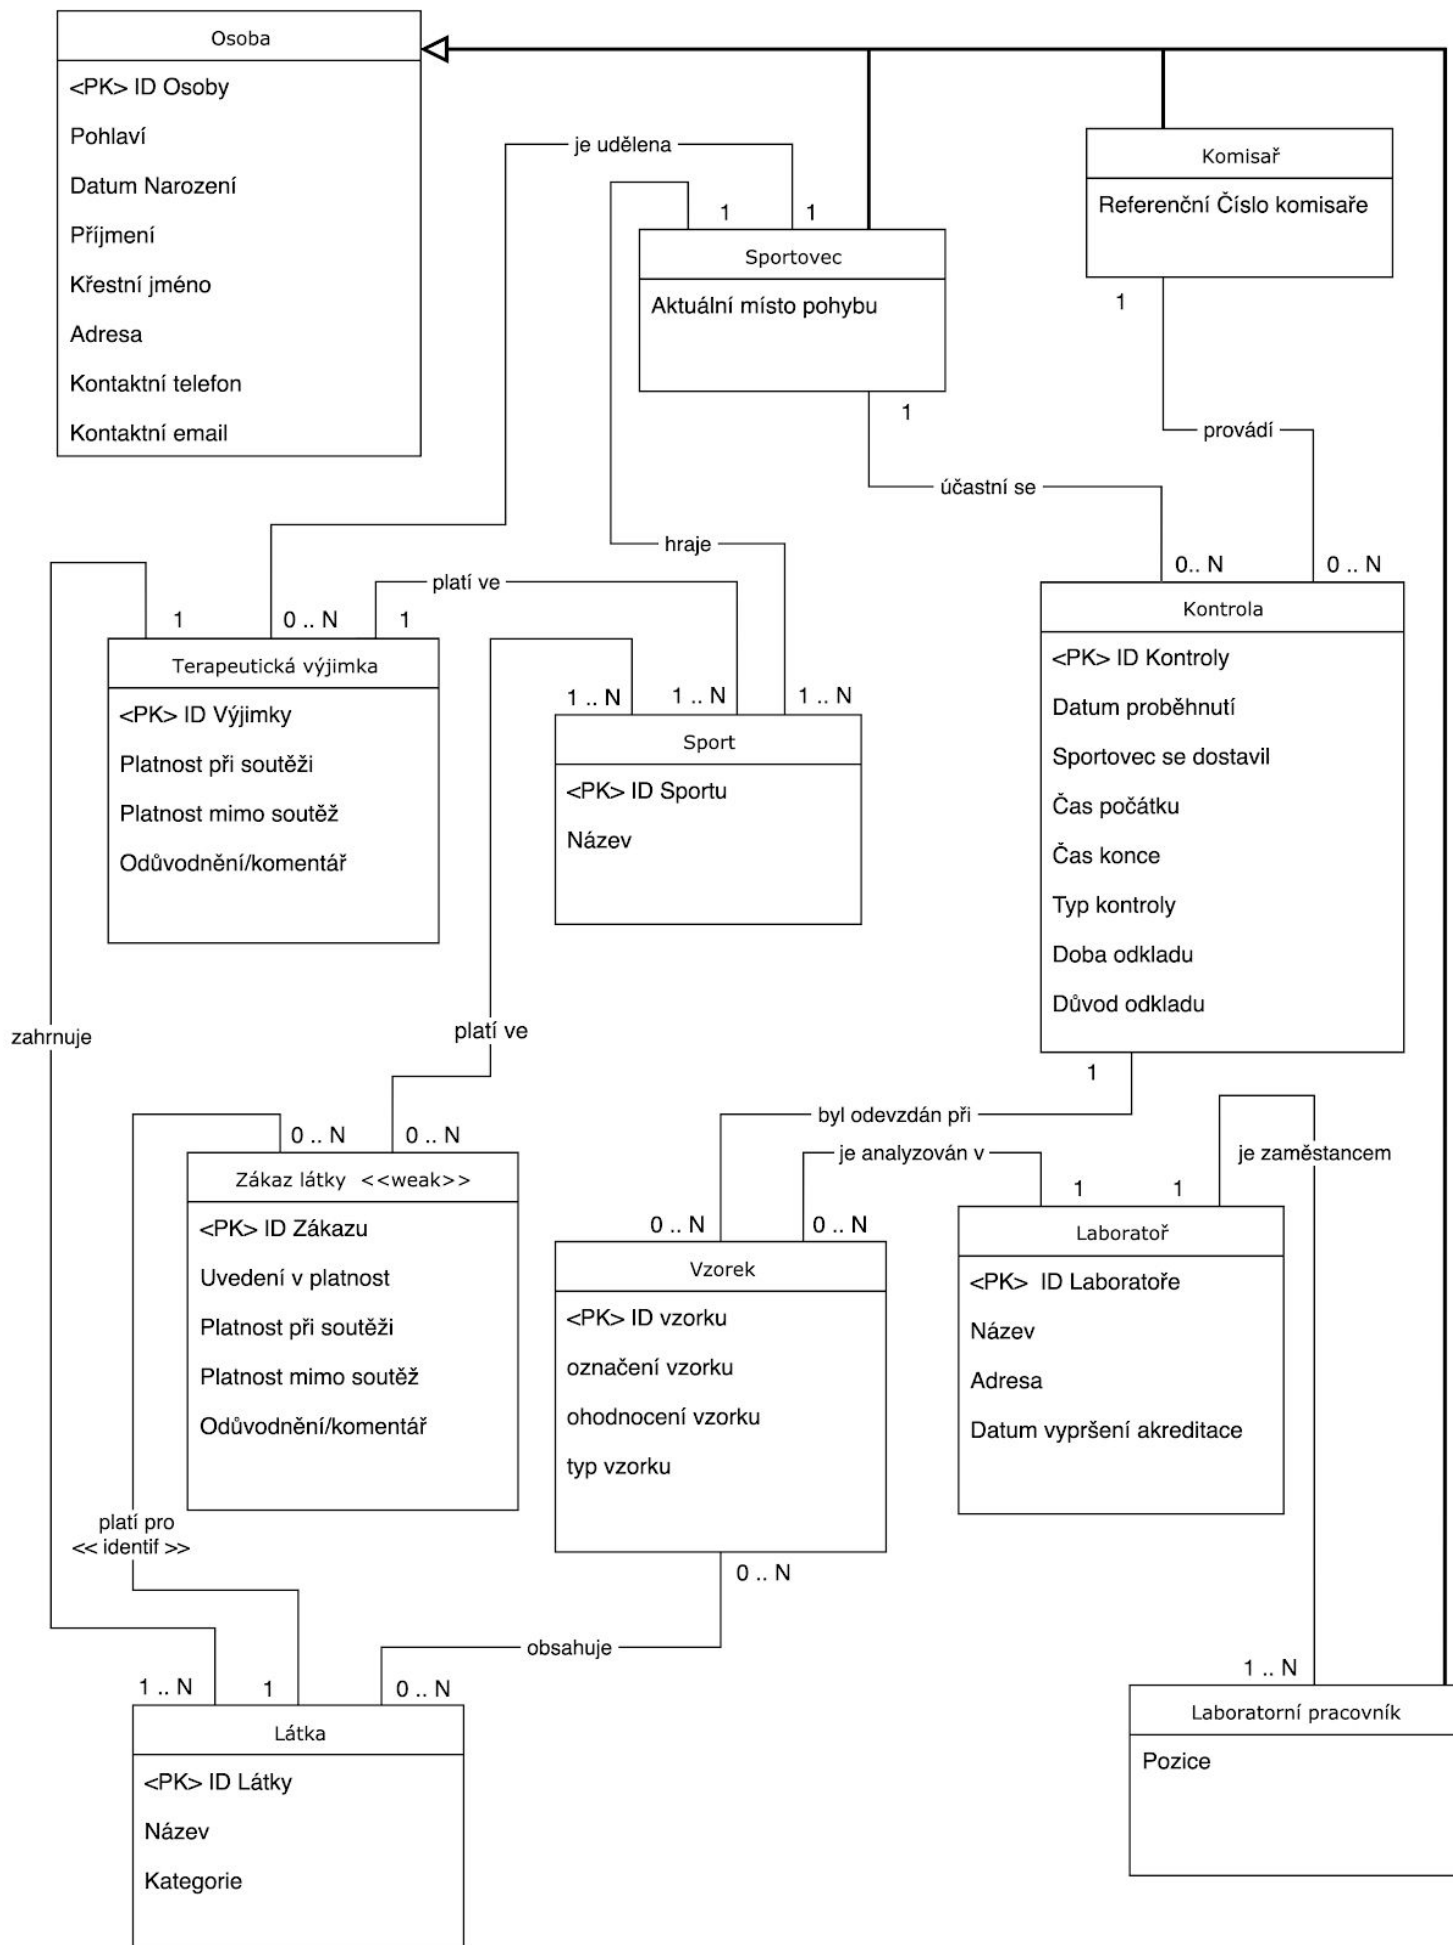 Osoba
<PK> ID Osoby
Pohlaví
Datum Narození
Příjmení
Křestní jméno
Adresa
Kontaktní telefon
Kontaktní email
je udělena
1
1
Sportovec
Aktuální místo pohybu
1
Komisař
Referenční Číslo komisaře
1
provádí
účastní se
hraje
platí ve
0.. N
0 .. N
Kontrola
<PK> ID Kontroly
Datum proběhnutí
Sportovec se dostavil
Čas počátku
Čas konce
Typ kontroly
Doba odkladu
Důvod odkladu
1
1
0 .. N
1
Terapeutická výjimka
<PK> ID Výjimky
Platnost při soutěži
Platnost mimo soutěž
Odůvodnění/komentář
1 .. N
1 .. N
1 .. N
Sport
<PK> ID Sportu
Název
zahrnuje
platí ve
byl odevzdán při
je analyzován v
je zaměstancem
0 .. N
0 .. N
Zákaz látky <<weak>>
<PK> ID Zákazu
Uvedení v platnost
Platnost při soutěži
Platnost mimo soutěž
Odůvodnění/komentář
0 .. N
0 .. N
Vzorek
<PK> ID vzorku
označení vzorku
ohodnocení vzorku
typ vzorku
0 .. N
1
1
Laboratoř
<PK> ID Laboratoře
Název
Adresa
Datum vypršení akreditace
platí pro
<< identif >>
obsahuje
1 .. N
1
0 .. N
Látka
<PK> ID Látky
Název
Kategorie
1 .. N
Laboratorní pracovník
Pozice